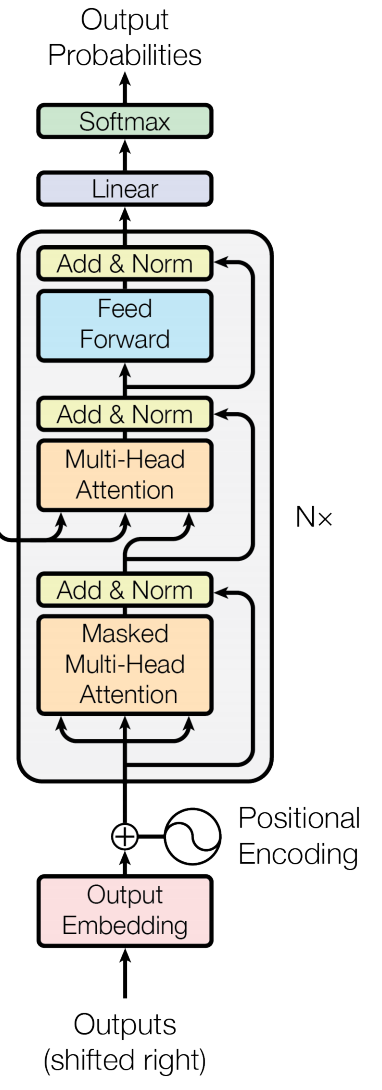 Output
Probabilities
Softmax
Linear
Add & Norm
Feed
Forward
Add & Norm
Multi-Head
Attention
N×
Add & Norm
Masked
Multi-Head
Attention
Positional
Encoding
Output
Embedding
Outputs
(shifted right)